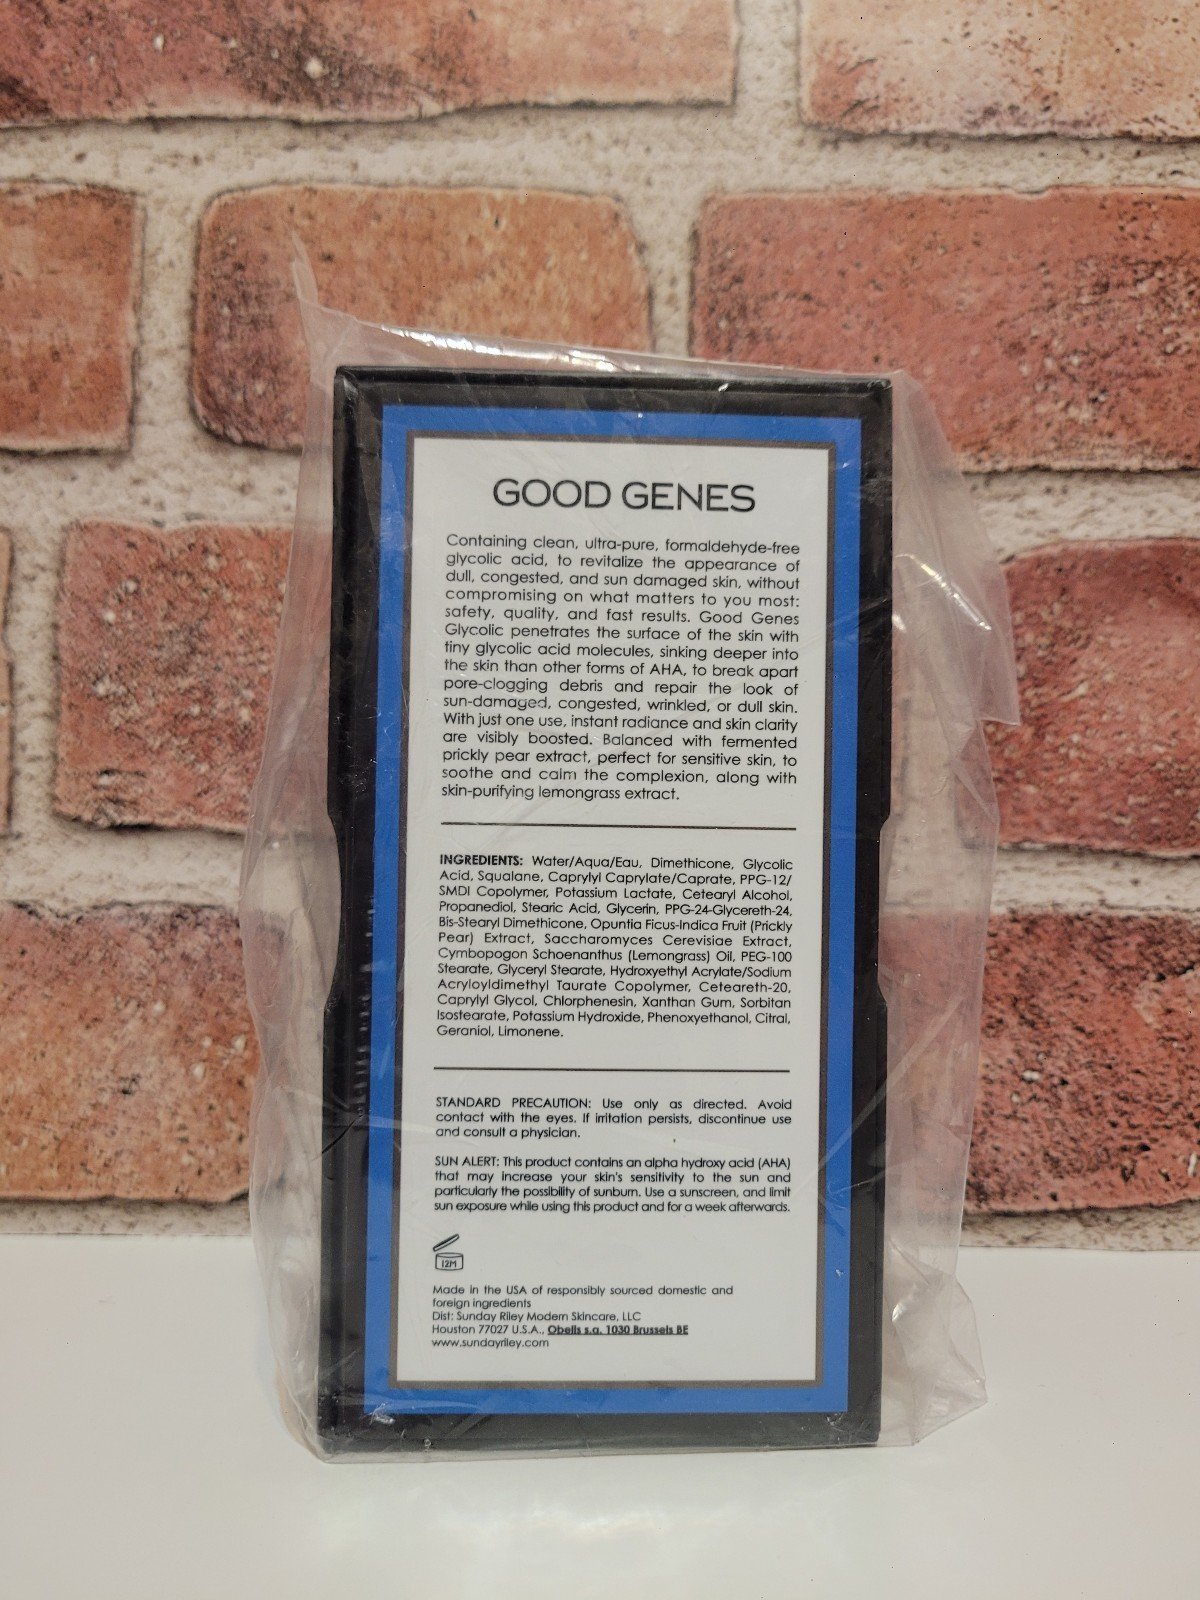 GOOD GENES
Containing clean, ultra-pure, formaldehyde-free
glycolic acid, to revitalize the appearance of
dull, congested, and sun damaged skin, without
compromising on what matters to you most:
safety, quality, and fast results. Good Genes
Glycolic penetrates the surface of the skin with
tiny glycolic acid molecules, sinking deeper into
the skin than other forms of AHA, to break apart
pore-clogging debris and repair the look of
sun-damaged, congested, wrinkled, or dull skin.
With just one use, instant radiance and skin clarity
are visibly boosted. Balanced with fermented
prickly pear extract, perfect for sensitive skin, to
soothe and calm the complexion, along with
skin-purifying lemongrass extract.
INGREDIENTS: Water/Aqua/Eau, Dimethicone, Glycolic
Acid, Squalane, Caprylyl Caprylate/Caprate, PPG-12/
SMDI Copolymer, Potassium Lactate, Cetearyl Alcohol,
Propanediol, Stearic Acid, Glycerin, PPG-24-Glycereth-24,
Bis-Stearyl Dimethicone, Opuntia Ficus-Indica Fruit (Prickly
Pear) Extract, Saccharomyces Cerevisiae Extract,
Cymbopogon Schoenanthus (Lemongrass) Oil, PEG-100
Stearate, Glyceryl Stearate, Hydroxyethyl Acrylate/Sodium
Acryloyldimethyl Taurate Copolymer, Ceteareth-20,
Caprylyl Glycol, Chlorphenesin, Xanthan Gum, Sorbitan
Isostearate, Potassium Hydroxide, Phenoxyethanol, Citral,
Geraniol, Limonene.
STANDARD PRECAUTION: Use only as directed. Avoid
contact with the eyes. If irritation persists, discontinue use
and consult a physician.
SUN ALERT: This product contains an alpha hydroxy acid (AHA)
that may increase your skin's sensitivity to the sun and
particularly the possibility of sunburn. Use a sunscreen, and limit
sun exposure while using this product and for a week afterwards.
12M
Made in the USA of responsibly sourced domestic and
foreign ingredients
Dist: Sunday Riley Modern Skincare, LLC
Houston 77027 U.S.A., Obelis s.a. 1030 Brussels BE
www.sundayriley.com